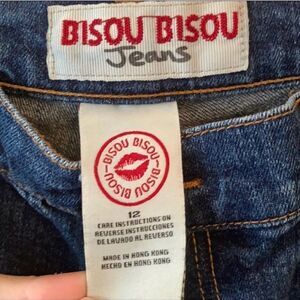 BISOU BISOU
Jeans
BISOU BISOU-BISOU BISOU-
12
CARE INSTRUCTIONS ON
REVERSE INSTRUCCIONES
DE LAVADO AL REVERSO
MADE IN HONG KONG
HECHO EN HONG KONG